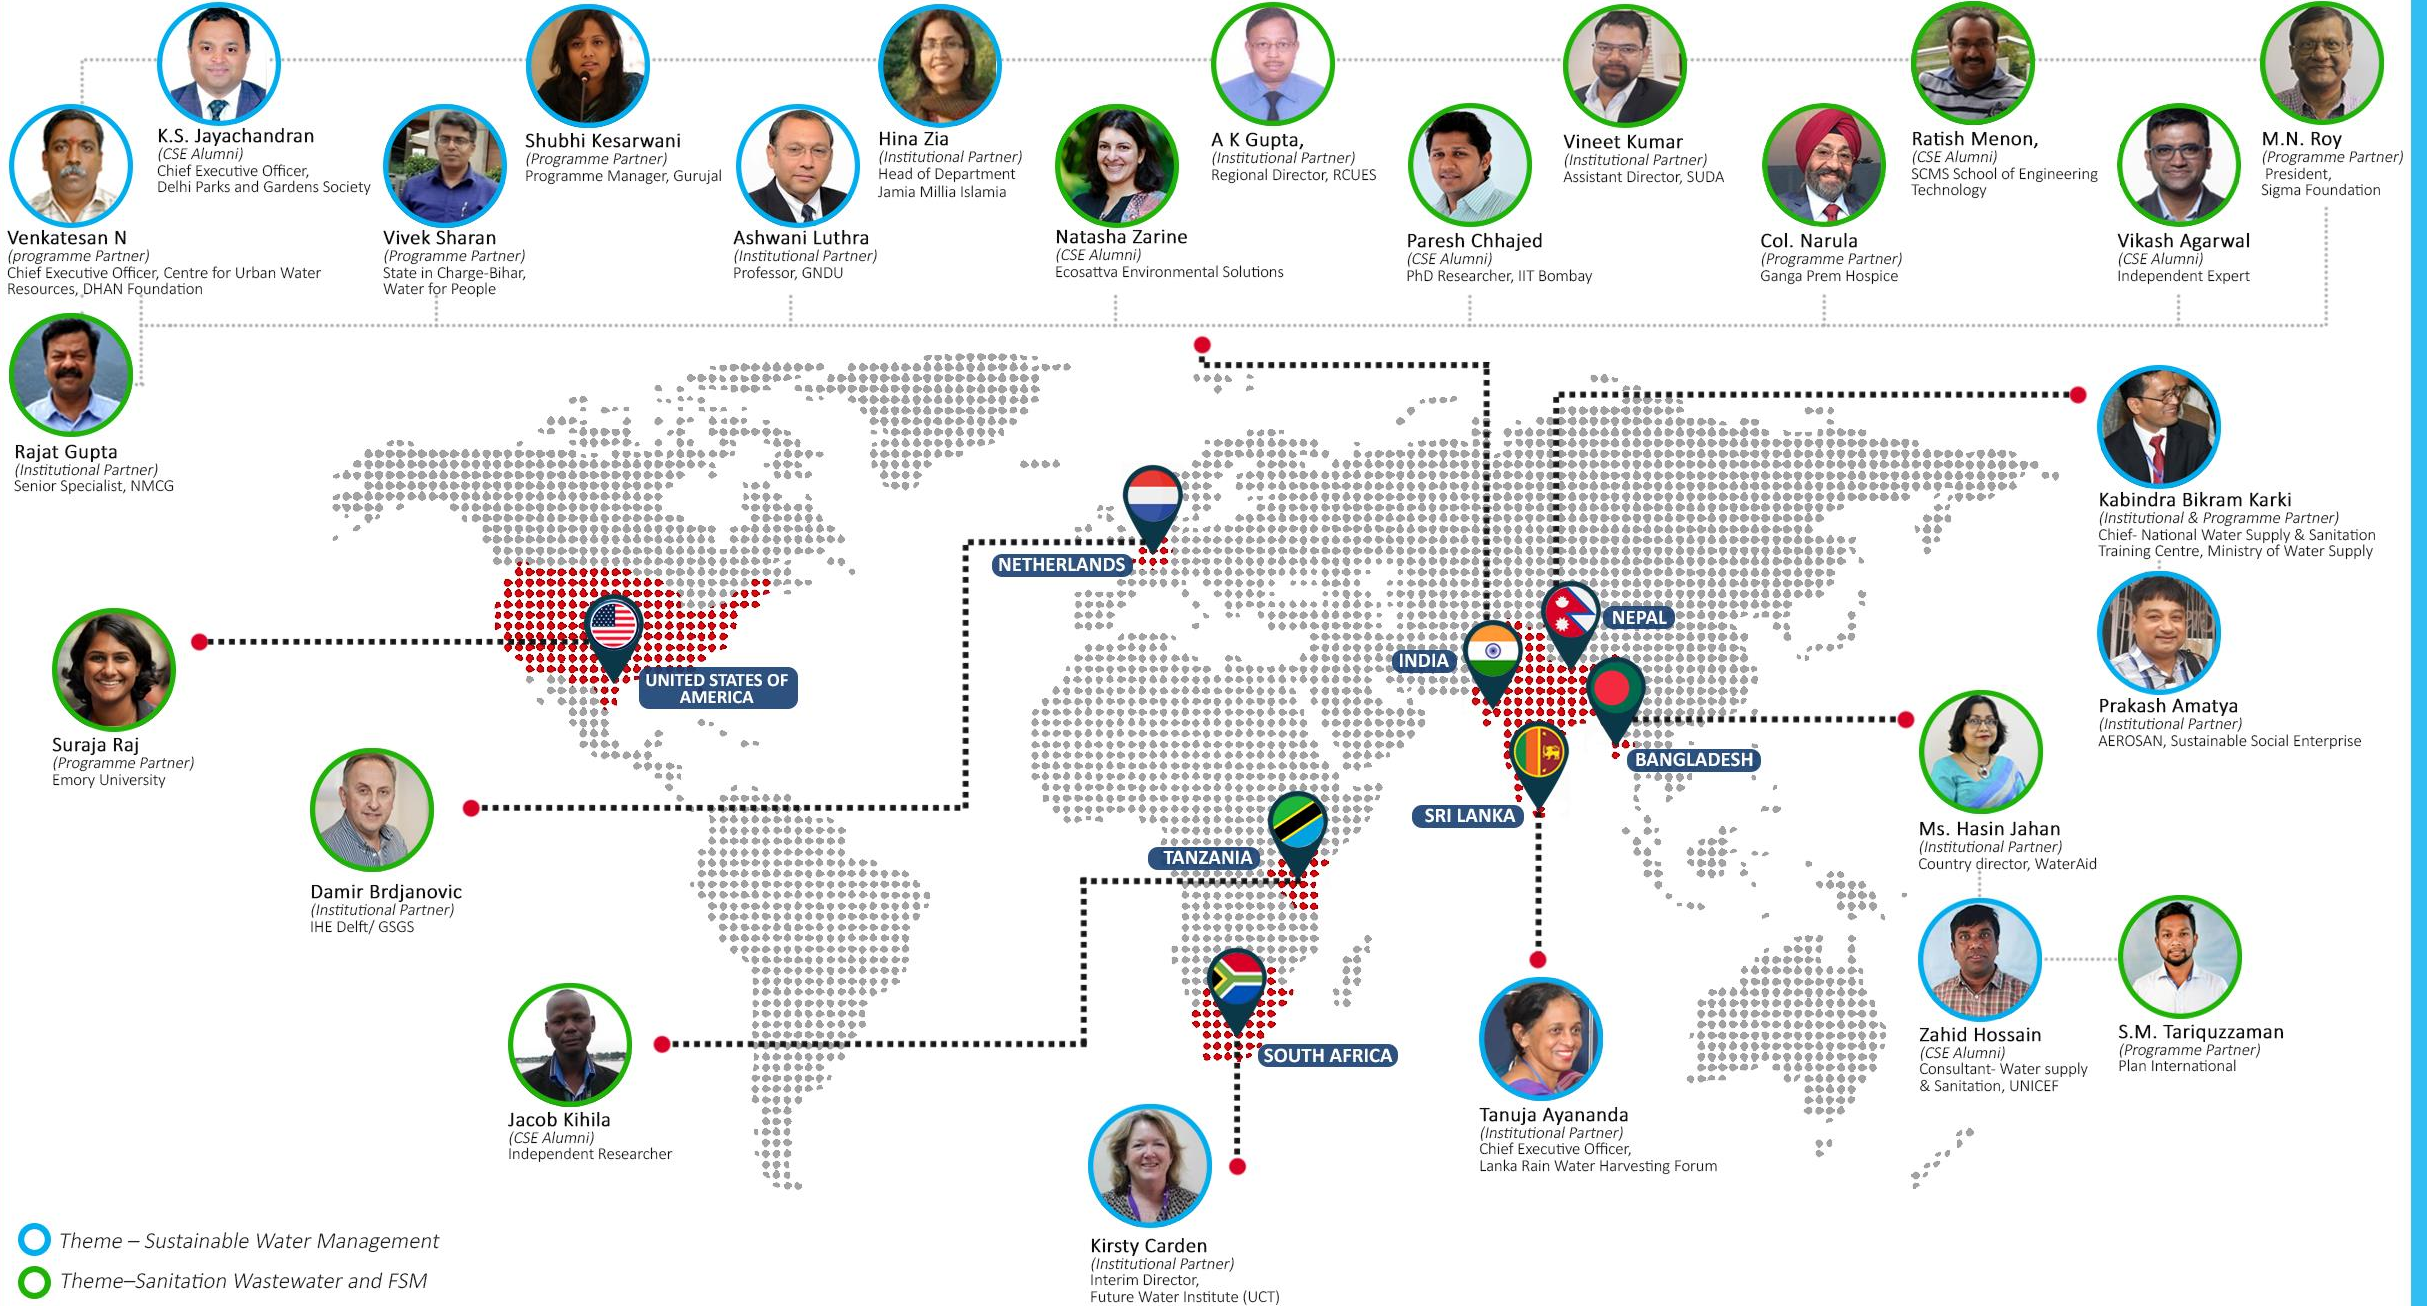 K.S. Jayachandran
(CSE Alumni)
Chief Executive Officer,
Delhi Parks and Gardens Society
Shubhi Kesarwani
(Programme Partner)
Programme Manager, Gurujal
Hina Zia
(Institutional Partner)
Head of Department
Jamia Millia Islamia
A K Gupta,
(Institutional Partner)
Regional Director, RCUES
Vineet Kumar
(Institutional Partner)
Assistant Director, SUDA
Ratish Menon,
(CSE Alumni)
SCMS School of Engineering
Technology
M.N. Roy
(Programme Partner)
President,
Sigma Foundation
Venkatesan N
(programme Partner)
Chief Executive Officer, Centre for Urban Water
Resources, DHAN Foundation
Vivek Sharan
(Programme Partner)
State in Charge-Bihar,
Water for People
Ashwani Luthra
(Institutional Partner)
Professor, GNDU
Natasha Zarine
(CSE Alumni)
Ecosattva Environmental Solutions
Paresh Chhajed
(CSE Alumni)
PhD Researcher, IIT Bombay
Col. Narula
(Programme Partner)
Ganga Prem Hospice
Vikash Agarwal
(CSE Alumni)
Independent Expert
Rajat Gupta
(Institutional Partner)
Senior Specialist, NMCG
Kabindra Bikram Karki
(Institutional & Programme Partner)
Chief- National Water Supply & Sanitation
Training Centre, Ministry of Water Supply
NETHERLANDS
NEPAL
INDIA
UNITED STATES OF
AMERICA
Prakash Amatya
(Institutional Partner)
AEROSAN, Sustainable Social Enterprise
Suraja Raj
(Programme Partner)
Emory University
BANGLADESH
SRI LANKA
Ms. Hasin Jahan
(Institutional Partner)
Country director, WaterAid
TANZANIA
Damir Brdjanovic
(Institutional Partner)
IHE Delft/ GSGS
Zahid Hossain
(CSE Alumni)
Consultant- Water supply
& Sanitation, UNICEF
S.M. Tariquzzaman
(Programme Partner)
Plan International
SOUTH AFRICA
Jacob Kihila
(CSE Alumni)
Independent Researcher
Tanuja Ayananda
(Institutional Partner)
Chief Executive Officer,
Lanka Rain Water Harvesting Forum
Kirsty Carden
(Institutional Partner)
Interim Director,
Future Water Institute (UCT)
Theme – Sustainable Water Management
Theme–Sanitation Wastewater and FSM